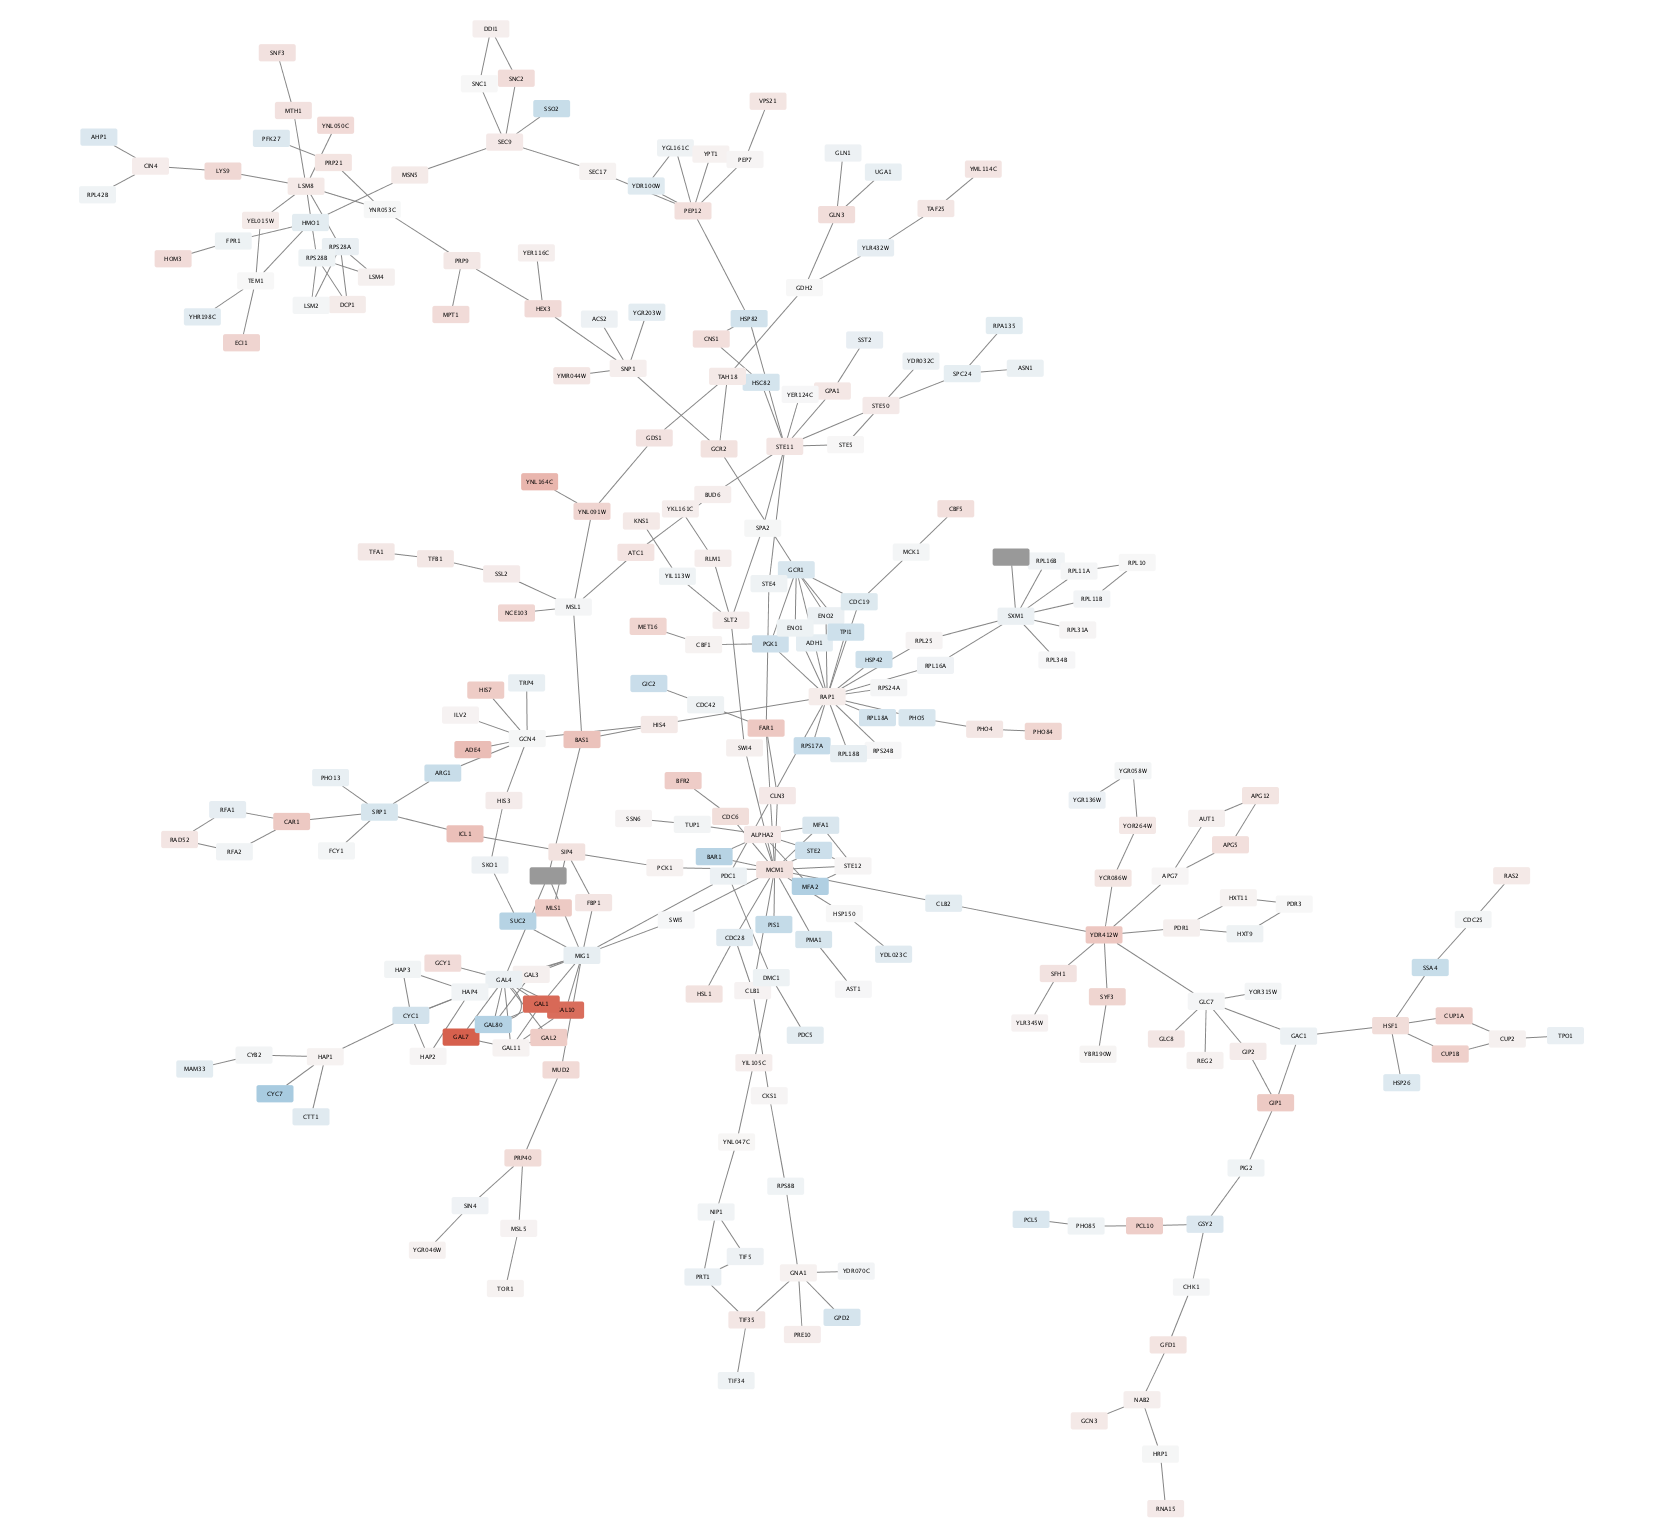 DDI1
SNF3
SNC1
SNC2
SSO2
VPS21
MTH1
YNL050C
AHP1
PFK27
SEC9
YGL161C
YPT1
PEP7
GLN1
CIN4
LYS9
PRP21
MSN5
SEC17
UGA1
YML114C
RPL42B
LSM8
YDR100W
PEP12
GLN3
TAF25
YNR053C
YEL015W
HMO1
FPR1
RPS28A
RPS28B
YLR432W
HOM3
PRP9
YER116C
TEM1
LSM4
GDH2
LSM2
DCP1
YHR198C
MPT1
HEX3
ACS2
YGR203W
HSP82
RPA135
ECI1
CNS1
SST2
SNP1
YDR032C
SPC24
ASN1
YMR044W
TAH18
HSC82
YER124C
GPA1
STE50
GDS1
GCR2
STE11
STE5
YNL164C
BUD6
YNL091W
KNS1
YKL161C
SPA2
CBF5
TFA1
TFB1
ATC1
RLM1
MCK1
RPL16B
SSL2
YIL113W
STE4
GCR1
RPL11A
RPL10
NCE103
MSL1
CDC19
RPL11B
SLT2
ENO2
SXM1
MET16
ENO1
TPI1
RPL31A
CBF1
PGK1
ADH1
RPL25
HSP42
RPL16A
RPL34B
HIS7
TRP4
GIC2
RAP1
RPS24A
ILV2
CDC42
RPL18A
PHO5
HIS4
FAR1
PHO4
PHO84
GCN4
BAS1
ADE4
SWI4
RPS17A
RPL18B
RPS24B
ARG1
PHO13
BFR2
YGR058W
HIS3
CLN3
YGR136W
APG12
RFA1
SRP1
CDC6
CAR1
SSN6
TUP1
MFA1
YOR264W
AUT1
RAD52
ICL1
ALPHA2
APG5
RFA2
FCY1
SIP4
BAR1
STE2
SKO1
PCK1
MCM1
STE12
PDC1
YCR086W
APG7
RAS2
MFA2
MLS1
FBP1
CLB2
HXT11
PDR3
SUC2
SWI5
HSP150
CDC25
PIS1
PDR1
HXT9
CDC28
PMA1
YDR412W
YDL023C
MIG1
GCY1
HAP3
GAL3
SFH1
SSA4
GAL4
DMC1
HAP4
CLB1
AST1
HSL1
SYF3
YOR315W
GLC7
GAL1
GAL10
CYC1
GAL80
YLR345W
CUP1A
HSF1
GAL7
GAL2
PDC5
GAC1
TPO1
GLC8
CUP2
GAL11
YBR190W
CYB2
HAP1
HAP2
REG2
GIP2
CUP1B
MAM33
MUD2
YIL105C
HSP26
CYC7
CKS1
GIP1
CTT1
YNL047C
PRP40
PIG2
RPS8B
SIN4
NIP1
PCL5
PHO85
PCL10
GSY2
MSL5
YGR046W
TIF5
PRT1
GNA1
YDR070C
TOR1
CHK1
TIF35
GPD2
PRE10
GFD1
TIF34
NAB2
GCN3
HRP1
RNA15